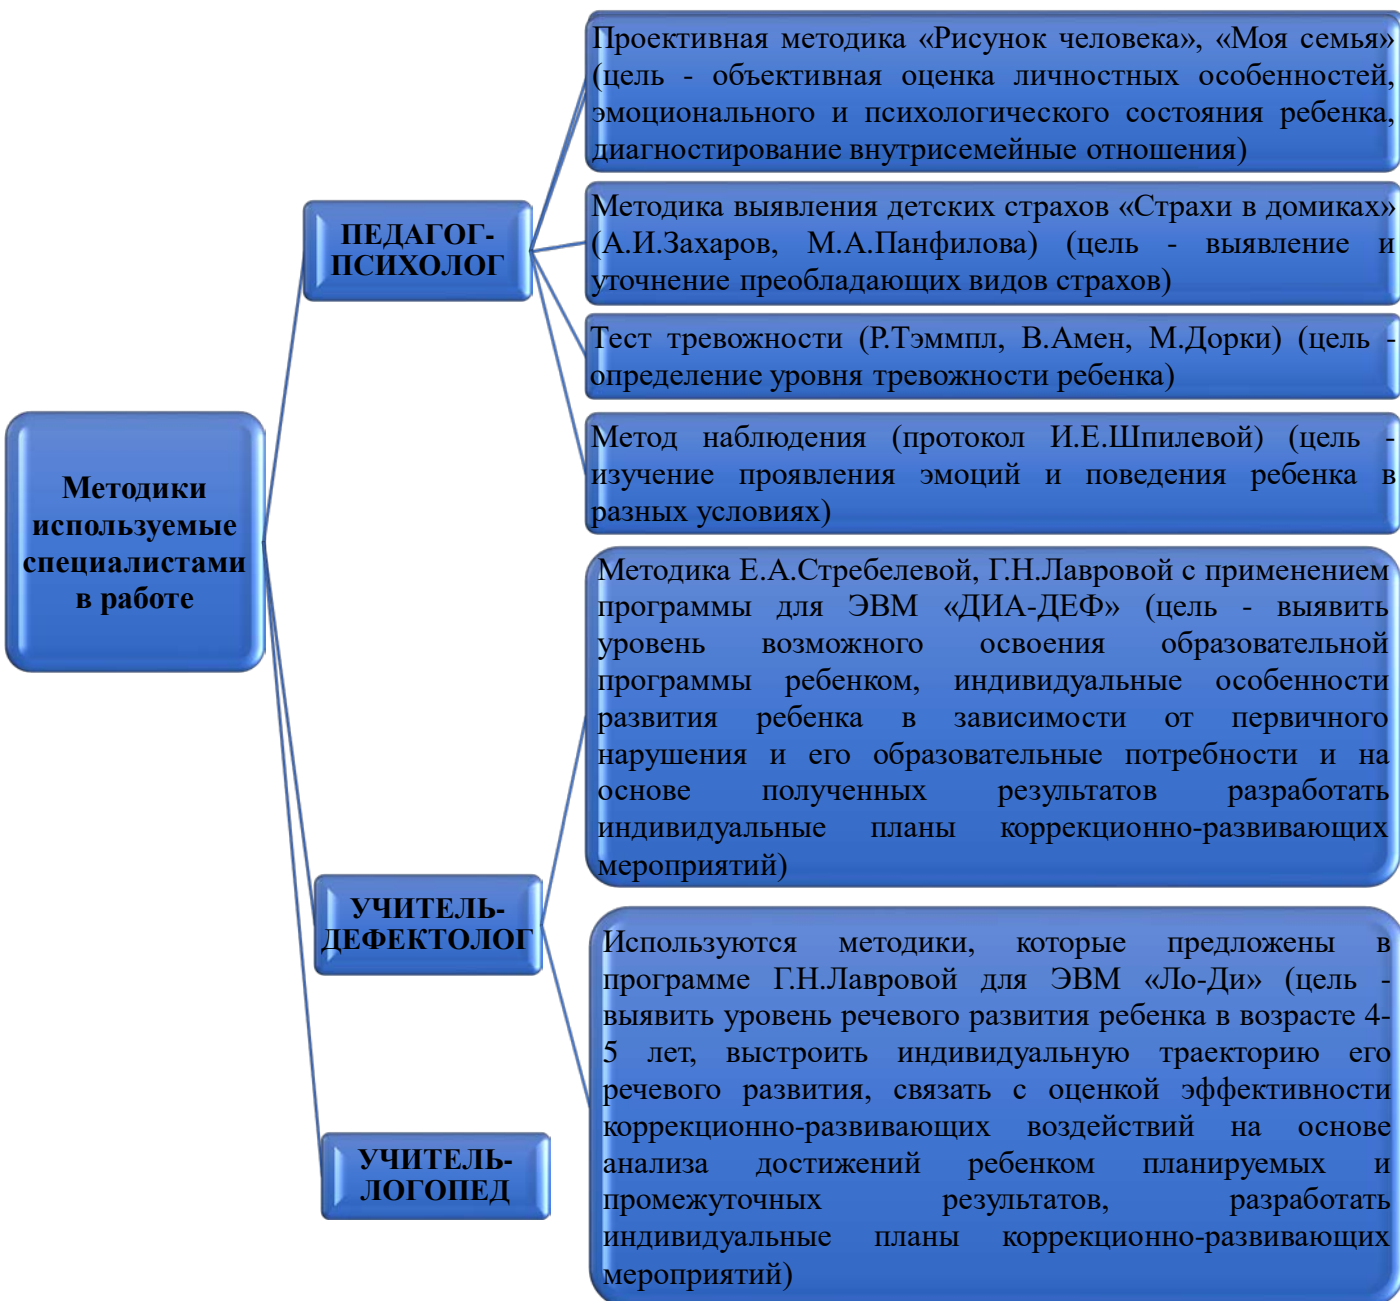 Методики
используемые
специалистами
в работе
ПЕДАГОГ-
ПСИХОЛОГ
Проективная методика «Рисунок человека», «Моя семья»
(цель - объективная оценка личностных особенностей,
эмоционального и психологического состояния ребенка,
диагностирование внутрисемейные отношения)
Методика выявления детских страхов «Страхи в домиках»
(А.И.Захаров, М.А.Панфилова) (цель - выявление и
уточнение преобладающих видов страхов)
Тест тревожности (Р.Тэммпл, В.Амен, М.Дорки) (цель -
определение уровня тревожности ребенка)
Метод наблюдения (протокол И.Е.Шпилевой) (цель -
изучение проявления эмоций и поведения ребенка в
разных условиях)
УЧИТЕЛЬ-
ДЕФЕКТОЛОГ
Методика Е.А.Стребелевой, Г.Н.Лавровой с применением
программы для ЭВМ «ДИА-ДЕФ» (цель - выявить
уровень возможного освоения образовательной
программы ребенком, индивидуальные особенности
развития ребенка в зависимости от первичного
нарушения и его образовательные потребности и на
основе полученных результатов разработать
индивидуальные планы коррекционно-развивающих
мероприятий)
Используются методики, которые предложены в
программе Г.Н.Лавровой для ЭВМ «Ло-Ди» (цель -
выявить уровень речевого развития ребенка в возрасте 4-
5 лет, выстроить индивидуальную траекторию его
речевого развития, связать с оценкой эффективности
коррекционно-развивающих воздействий на основе
анализа достижений ребенком планируемых и
промежуточных результатов, разработать
индивидуальные планы коррекционно-развивающих
мероприятий)
УЧИТЕЛЬ-
ЛОГОПЕД